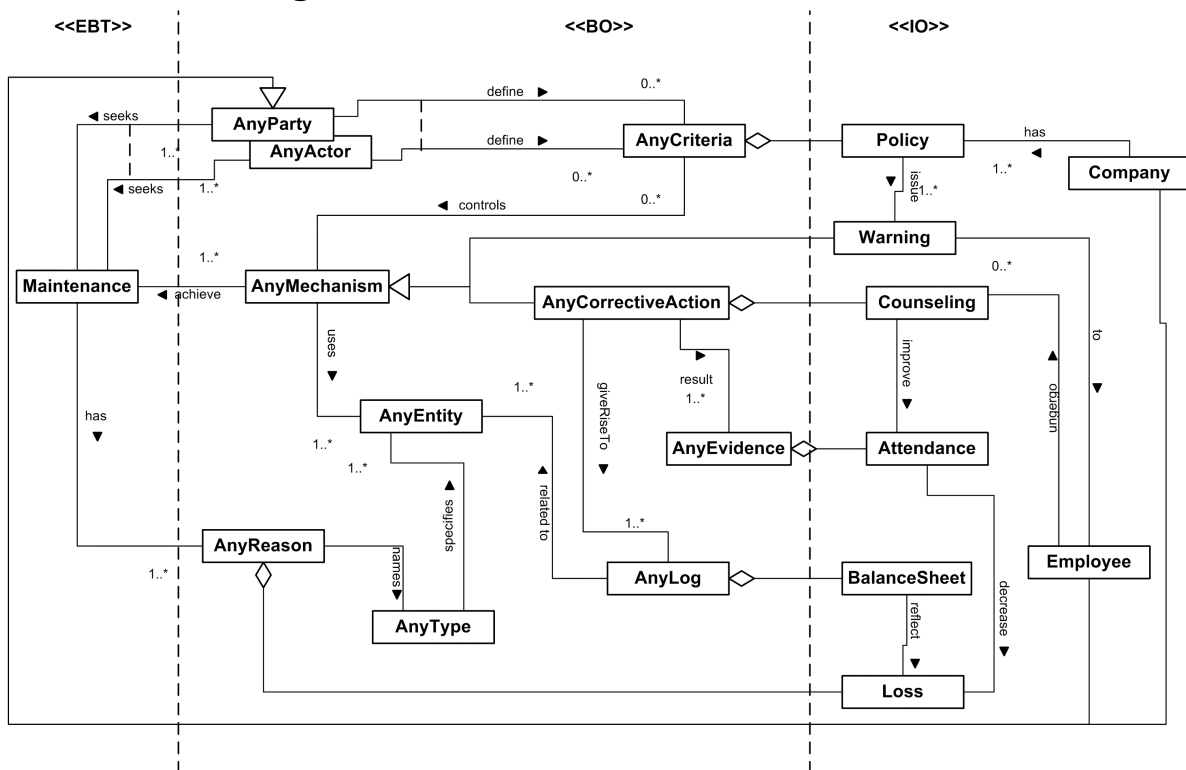 <<EBT>>
<<BO>>
<<IO>>
define
0..*
seeks
AnyParty
AnyCriteria
Policy
has
define
AnyActor
1..*
1..*
Company
issue
1..*
seeks
1..*
0..*
0..*
controls
Warning
1..*
0..*
Maintenance
achieve
AnyMechanism
AnyCorrectiveAction
Counseling
uses
to
improve
result
1..*
1..*
giveRiseTo
undergo
has
AnyEntity
1..*
1..*
AnyEvidence
Attendance
specifies
related to
1..*
AnyReason
names
1..*
AnyLog
BalanceSheet
Employee
decrease
reflect
AnyType
Loss